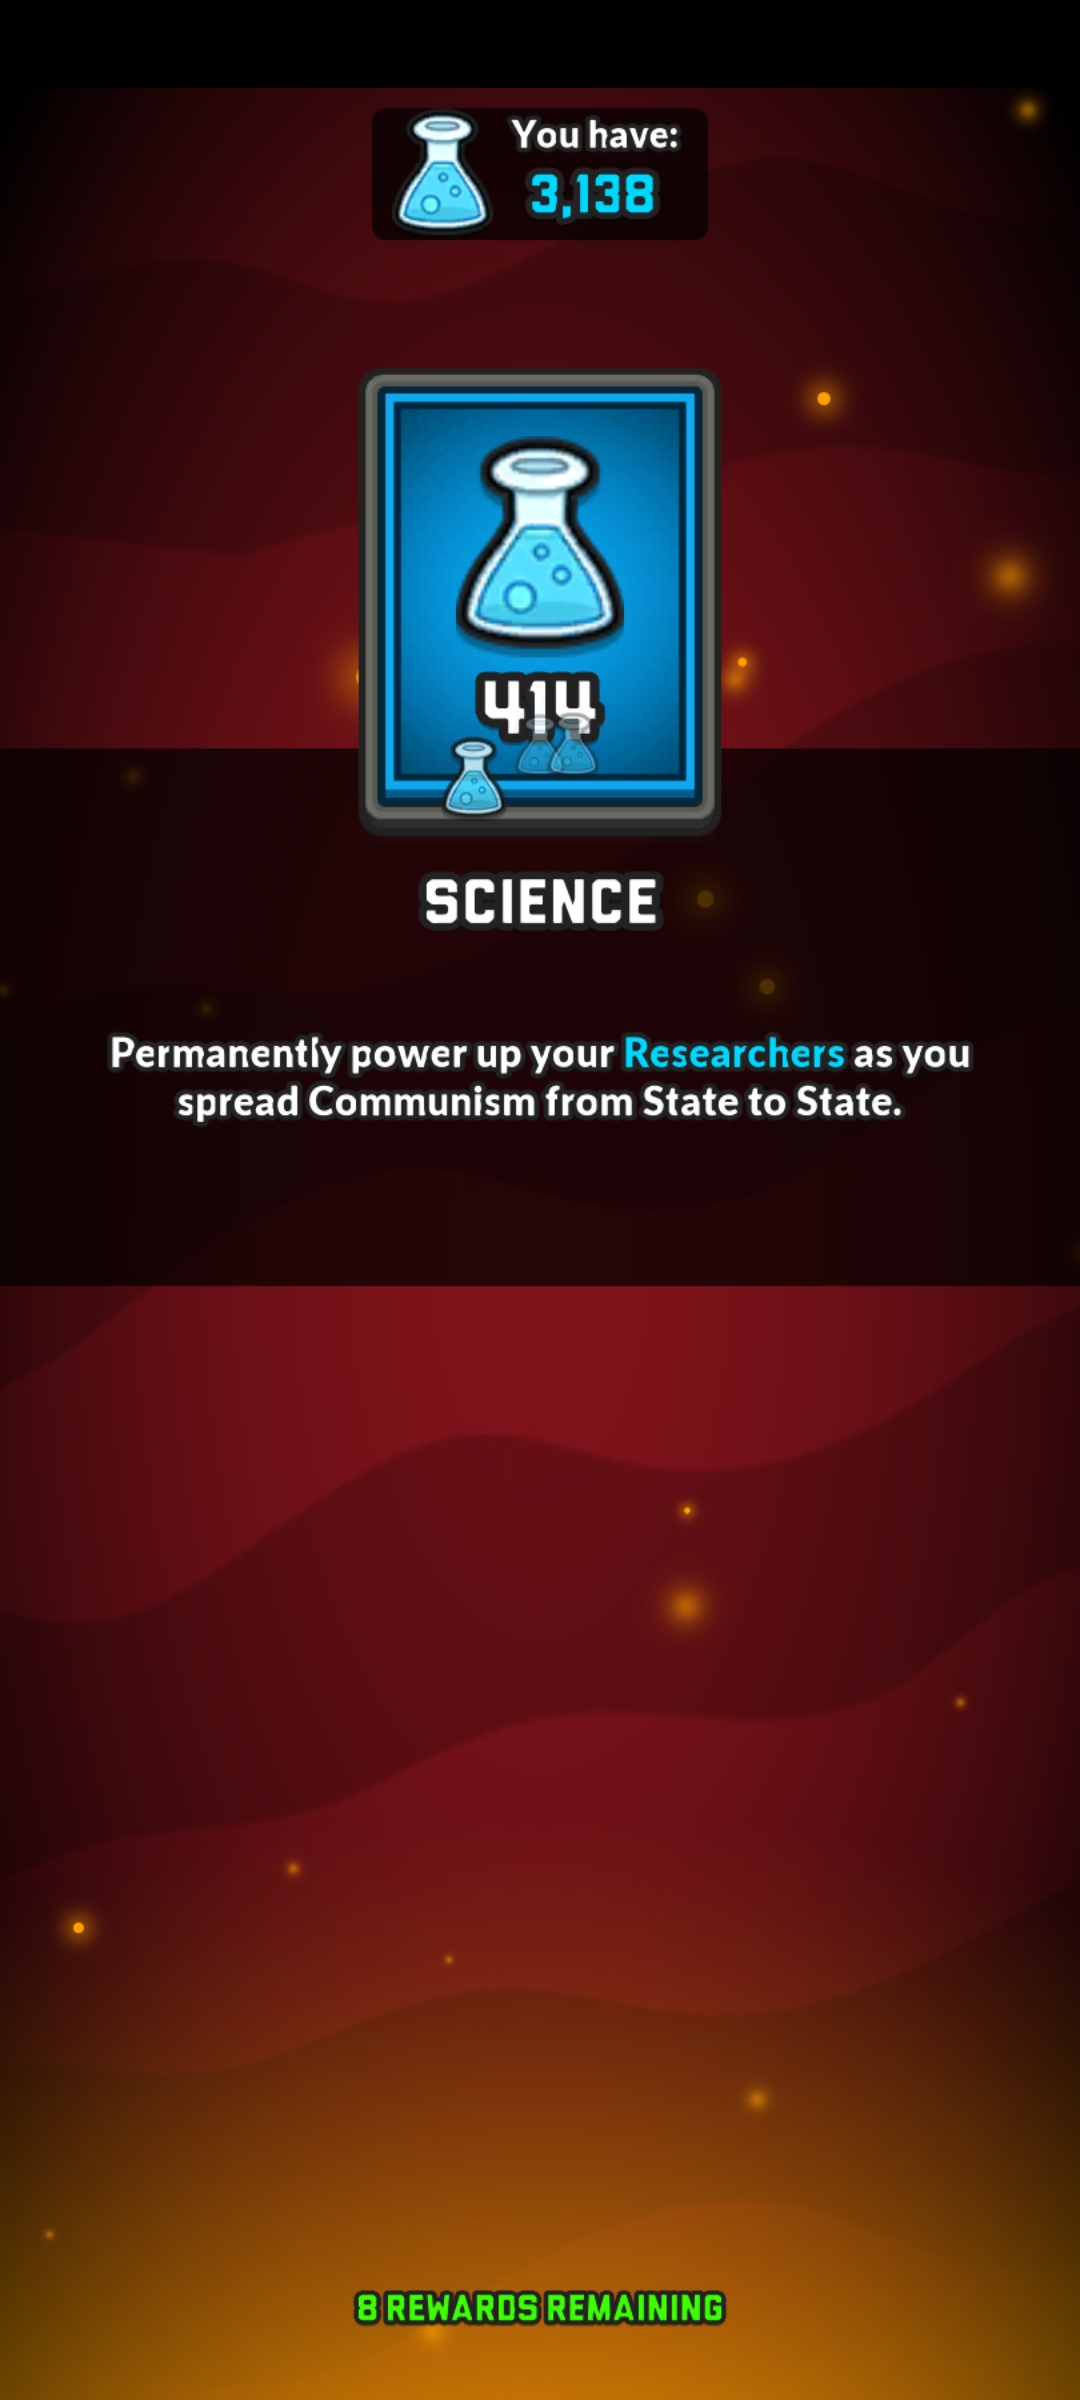 You have:
3,138
414
SCIENCE
Permanently power up your Researchers as you
spread Communism from State to State.
8 REWARDS REMAINING